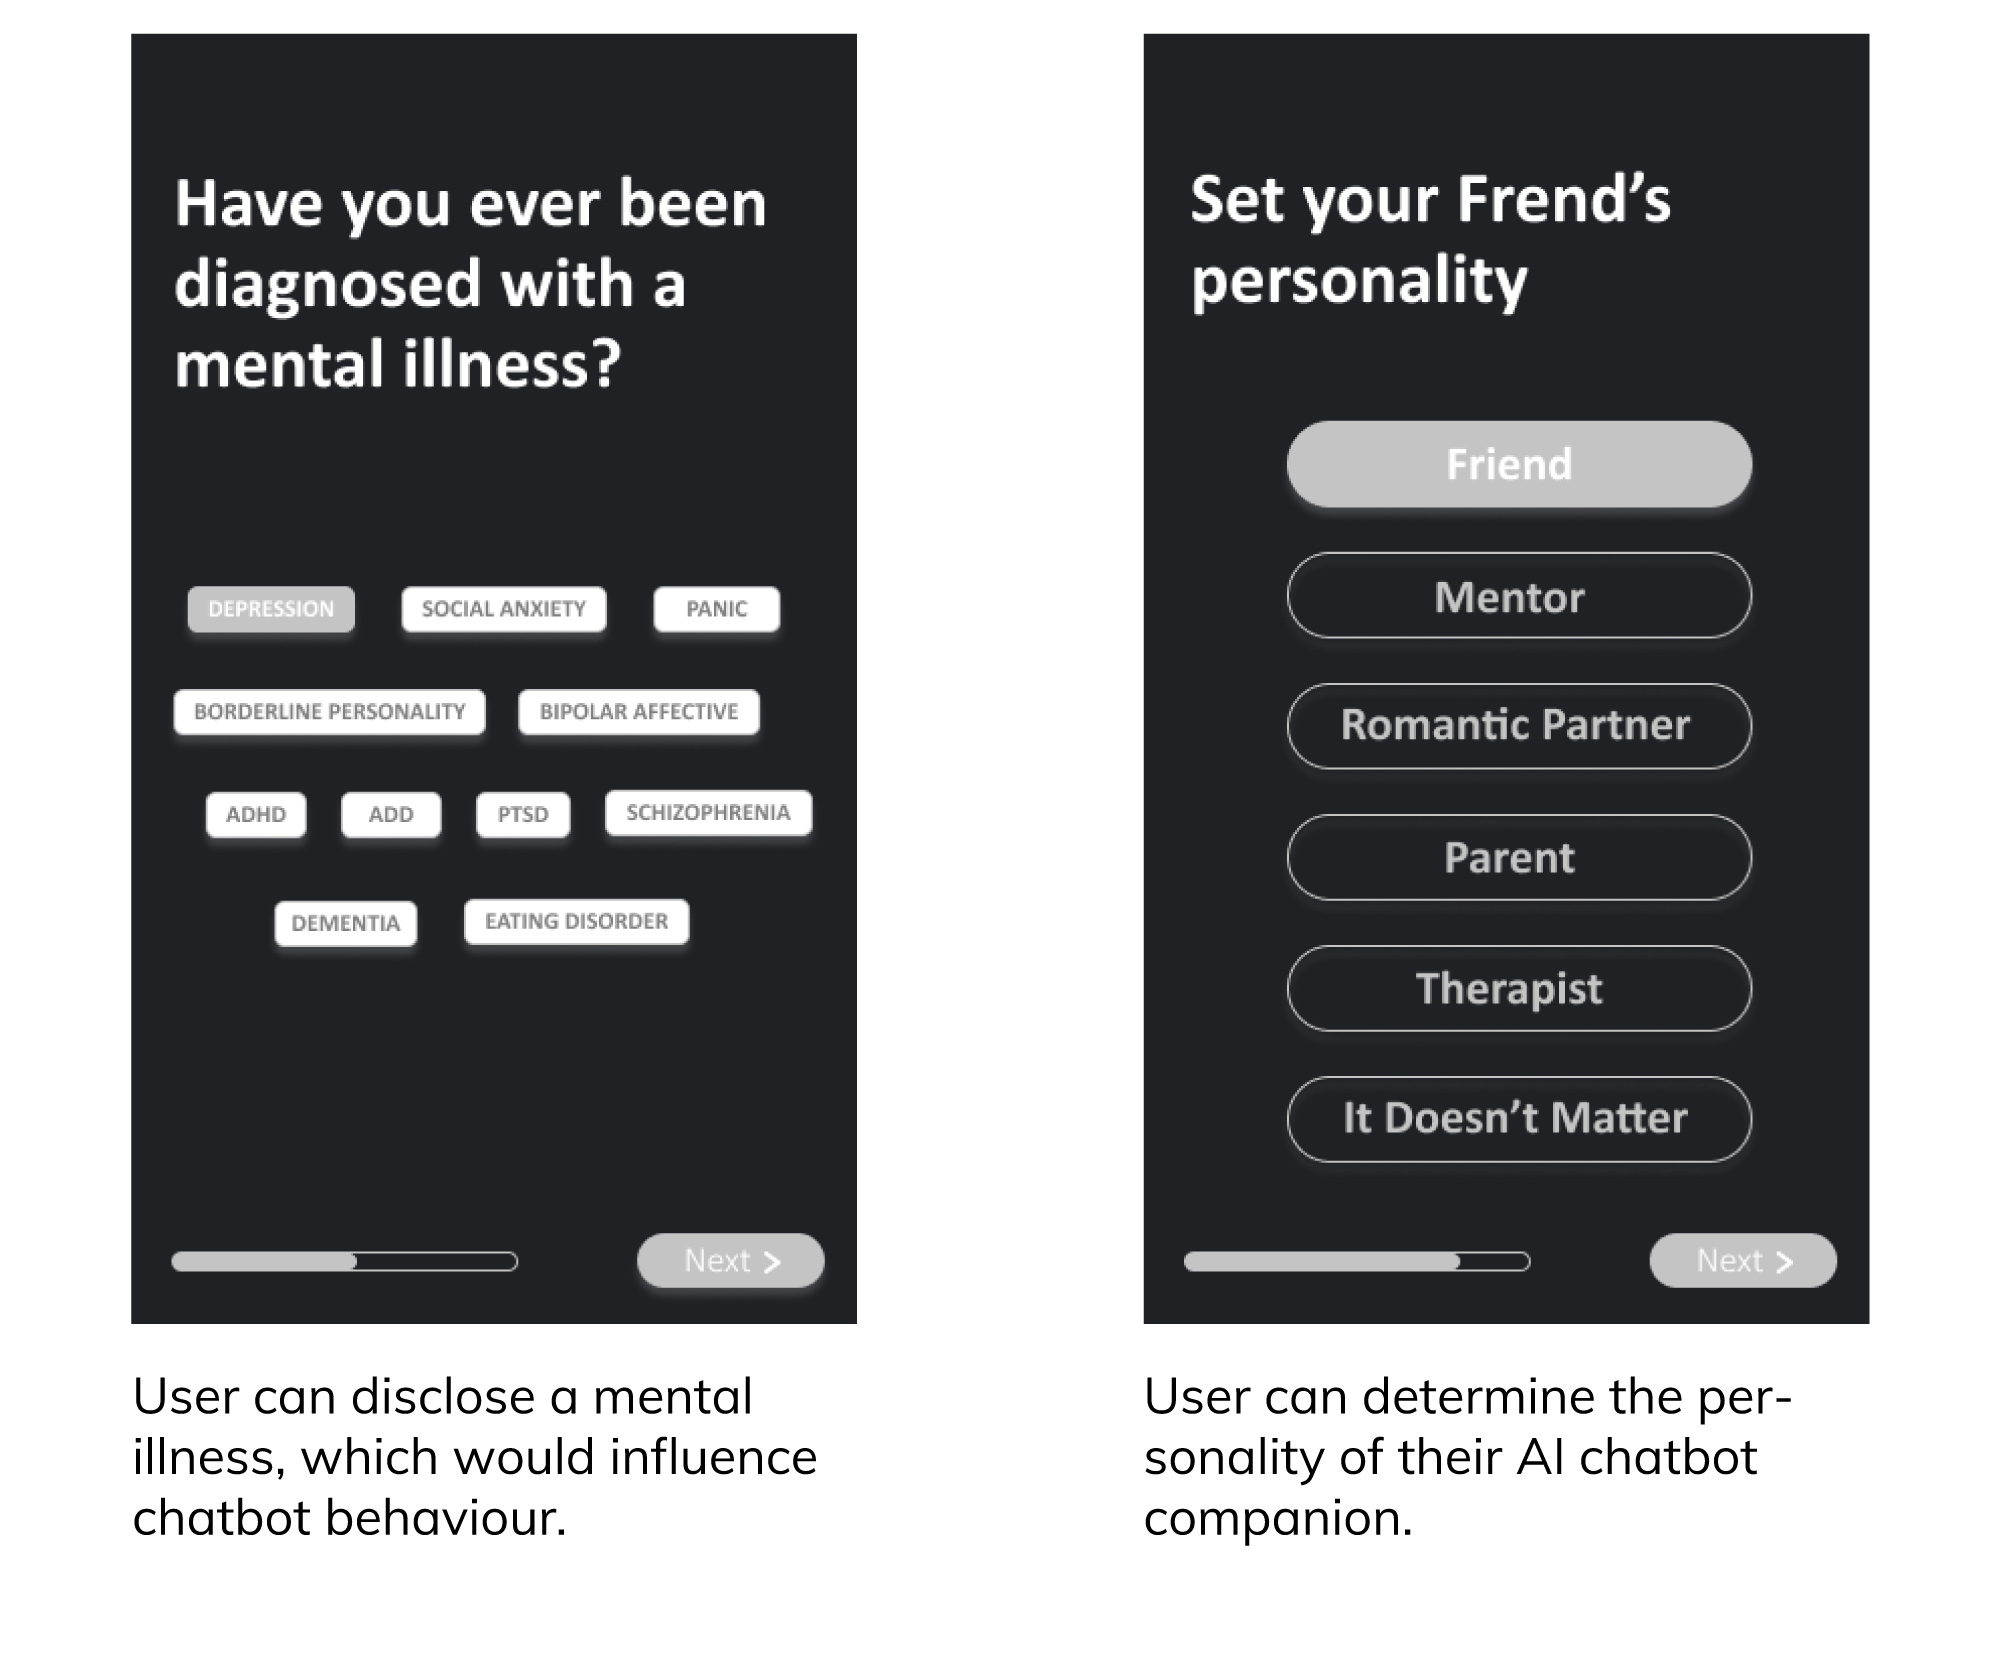 Have you ever been
diagnosed with a
mental illness?
DEPRESSION SOCIAL ANXIETY PANIC
BORDERLINE PERSONALITY BIPOLAR AFFECTIVE
ADHD ADD PTSD SCHIZOPHRENIA
DEMENTIA EATING DISORDER
Next >
User can disclose a mental
illness, which would influence
chatbot behaviour.
Set your Frend’s
personality
Friend
Mentor
Romantic Partner
Parent
Therapist
It Doesn’t Matter
Next >
User can determine the per-
sonality of their AI chatbot
companion.